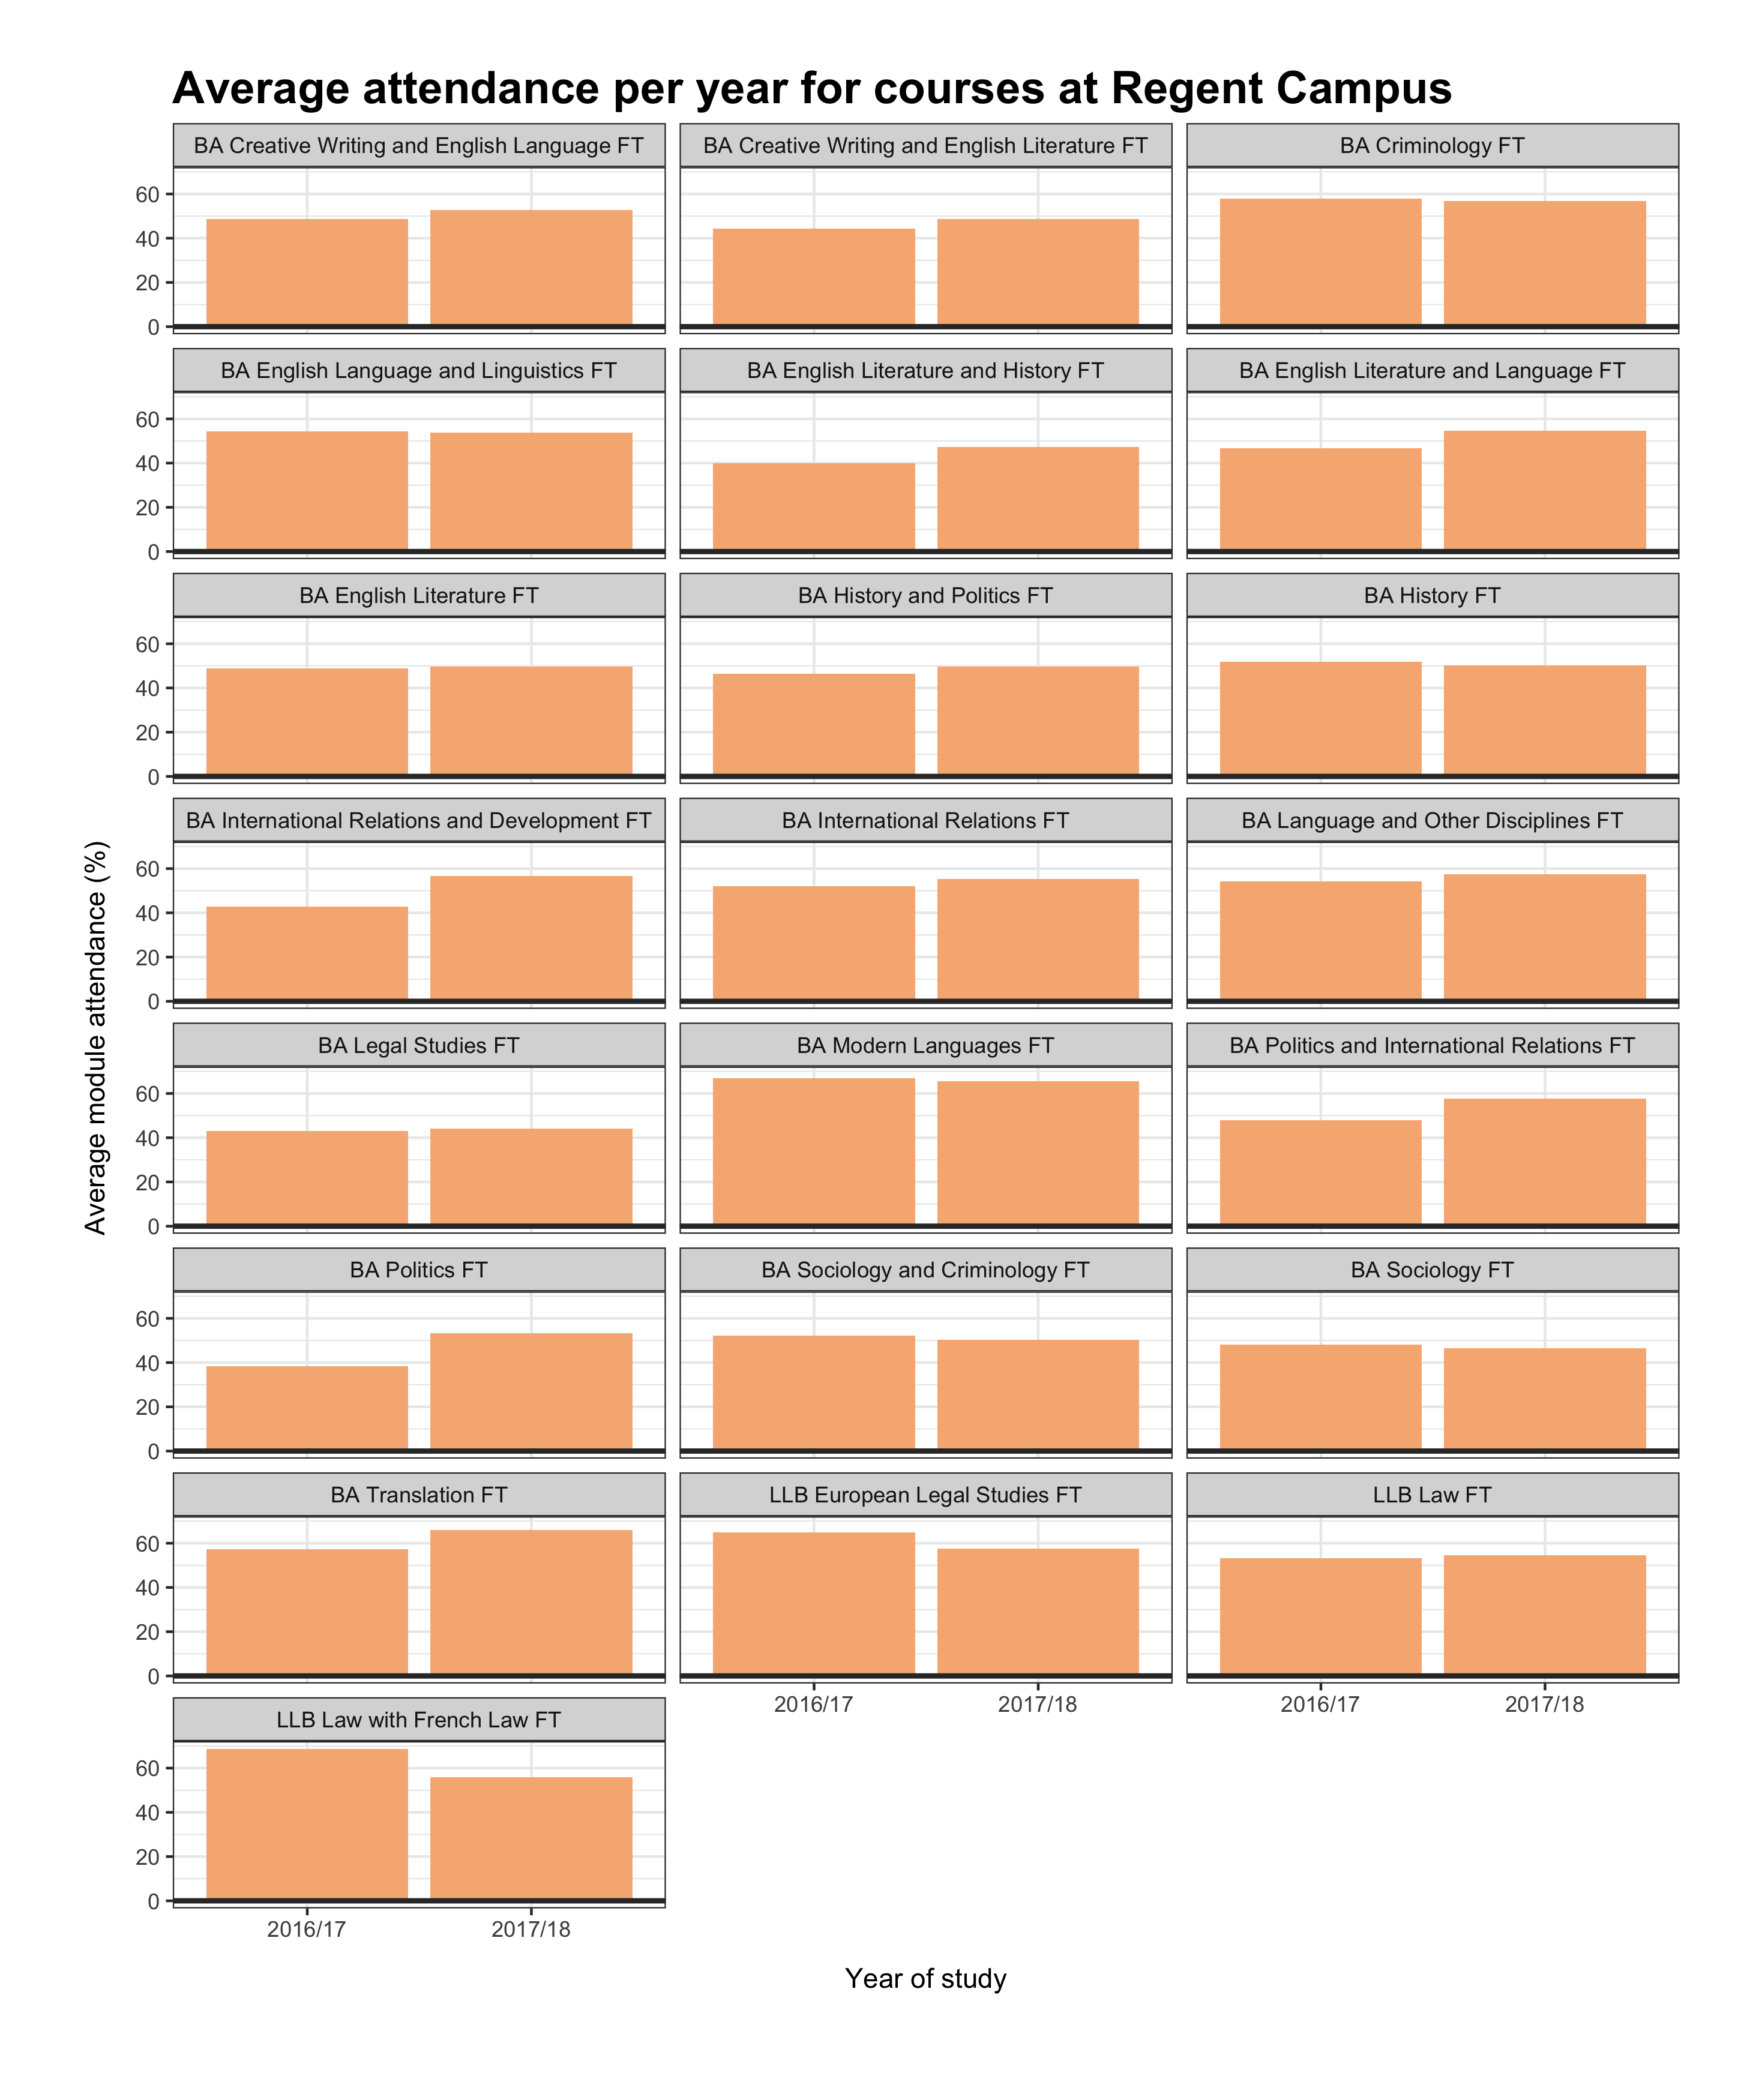 Average attendance per year for courses at Regent Campus
BA Creative Writing and English Language FT
BA Creative Writing and English Literature FT
BA Criminology FT
60
40
20
0
BA English Language and Linguistics FT
BA English Literature and History FT
BA English Literature and Language FT
60
40
20
0
BA English Literature FT
BA History and Politics FT
BA History FT
60
40
20
0
BA International Relations and Development FT
BA International Relations FT
BA Language and Other Disciplines FT
60
40
20
0
Average module attendance (%)
BA Legal Studies FT
BA Modern Languages FT
BA Politics and International Relations FT
60
40
20
0
BA Politics FT
BA Sociology and Criminology FT
BA Sociology FT
60
40
20
0
BA Translation FT
LLB European Legal Studies FT
LLB Law FT
60
40
20
0
2016/17
2017/18
2016/17
2017/18
LLB Law with French Law FT
60
40
20
0
2016/17
2017/18
Year of study